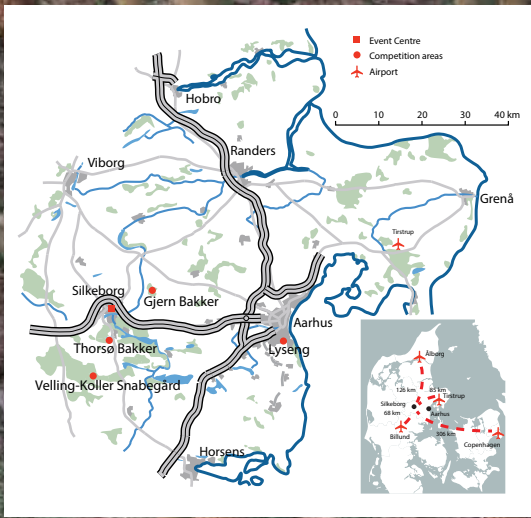 Event Centre
Competition areas
Airport
Hobro
0 10 20 30 40 km
Randers
Viborg
Grenå
Tirstrup
Silkeborg
Gjern Bakker
Aarhus
Thorsø Bakker
Lyseng
Velling-Koller Snabegård
Horsens
Ålborg
126 km
85 km
Tirstrup
Silkeborg
68 km
Aarhus
Billund
306 km
Copenhagen